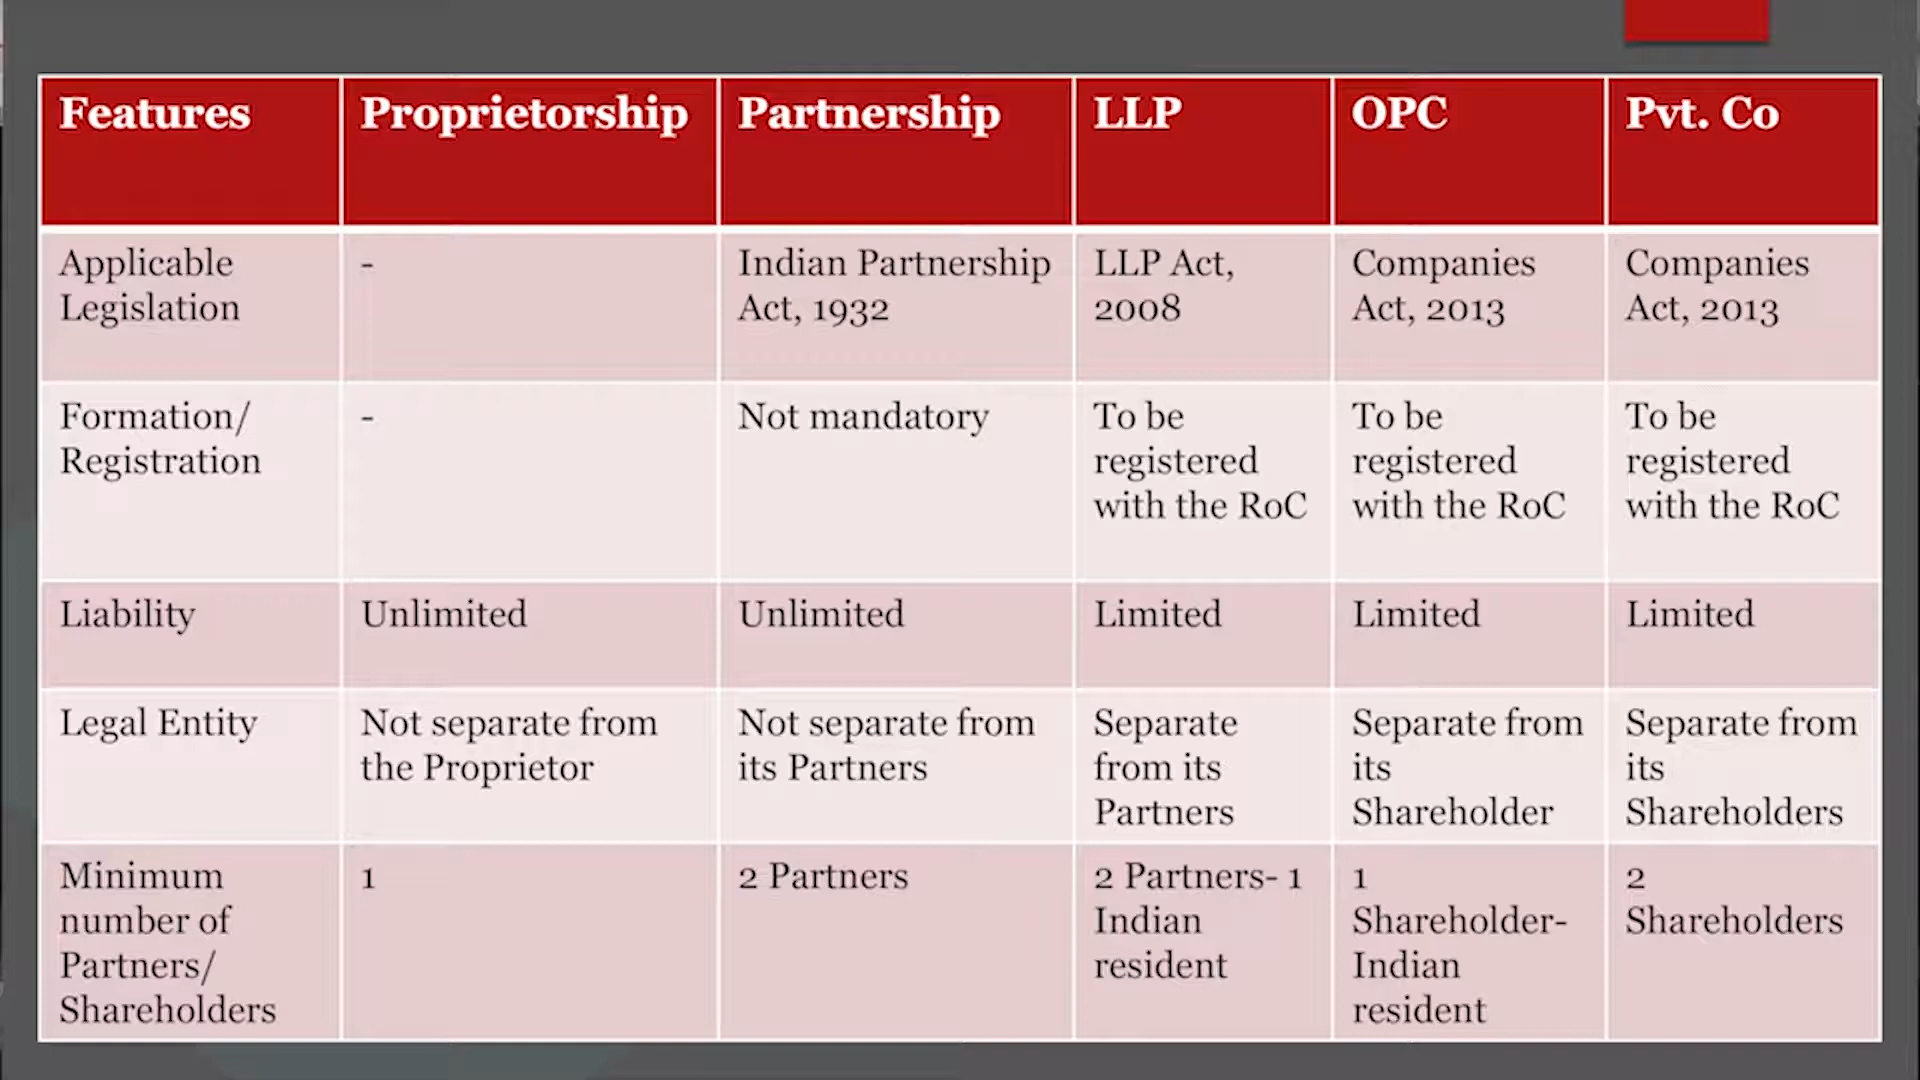 Features
Proprietorship
Partnership
LLP
OPC
Pvt. Co
Applicable
Legislation
-
Indian Partnership
Act, 1932
LLP Act,
2008
Companies
Act, 2013
Companies
Act, 2013
Formation/
Registration
-
Not mandatory
To be
registered
with the RoC
To be
registered
with the RoC
To be
registered
with the RoC
Liability
Unlimited
Unlimited
Limited
Limited
Limited
Legal Entity
Not separate from
the Proprietor
Not separate from
its Partners
Separate
from its
Partners
Separate from
its
Shareholder
Separate from
its
Shareholders
Minimum
number of
Partners/
Shareholders
1
2 Partners
2 Partners- 1
Indian
resident
1
Shareholder-
Indian
resident
2
Shareholders